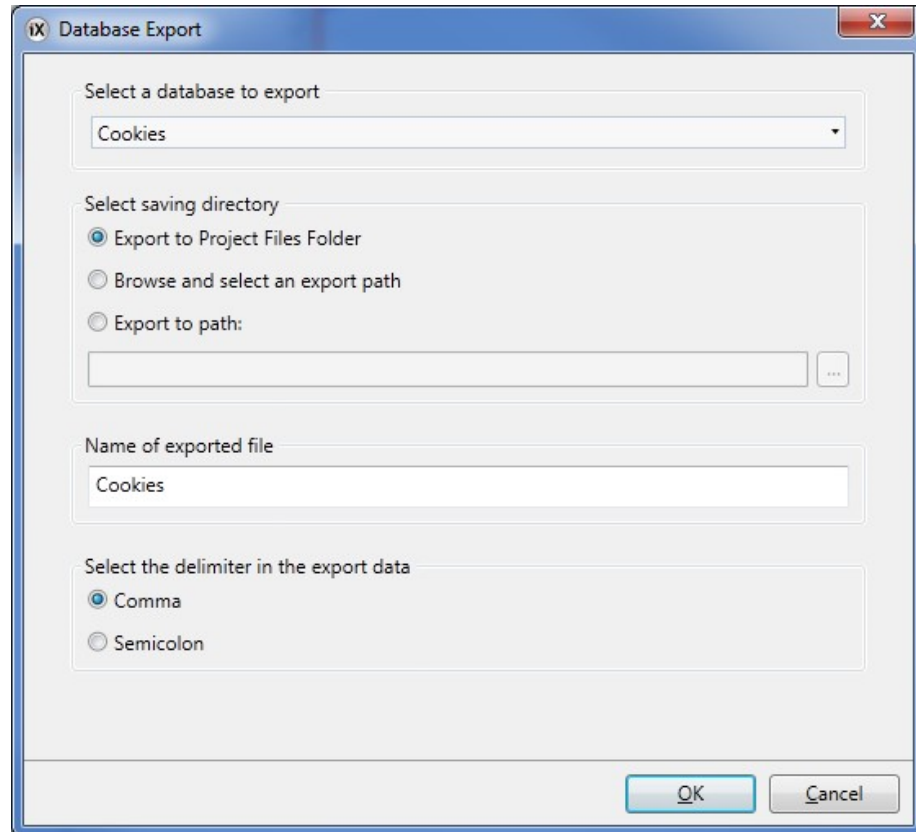 iX Database Export
Select a database to export
Cookies
Select saving directory
Export to Project Files Folder
Browse and select an export path
Export to path:
...
Name of exported file
Cookies
Select the delimiter in the export data
Comma
Semicolon
OK Cancel